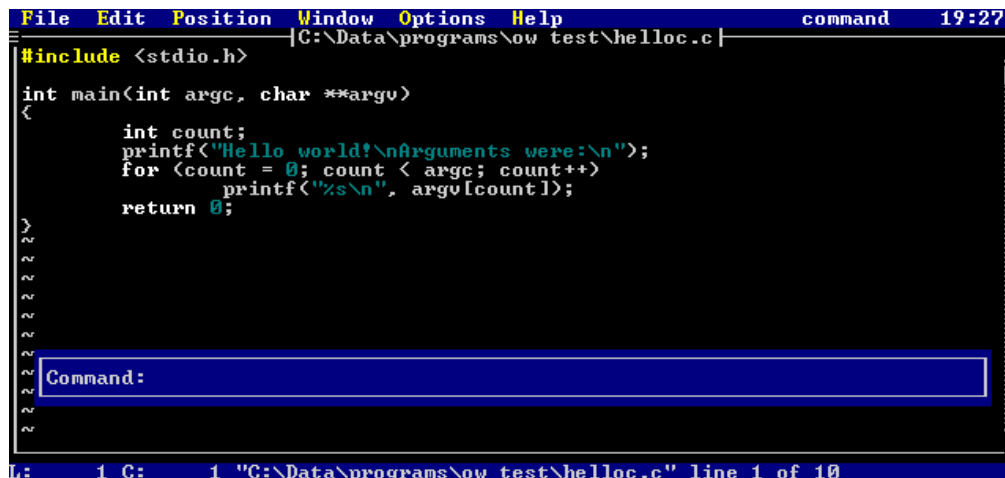 File Edit Position Window Options Help command 19:27
C:\Data\programs\ow test\helloc.c
#include <stdio.h>
int main(int argc, char **argv)
{
int count;
printf("Hello world!\nArguments were:\n");
for (count = 0; count < argc; count++)
printf("%s\n", argv[count]);
return 0;
}
~
~
~
~
~
~
~
~
Command:
~
~
~
L: 1 C: 1 "C:\Data\programs\ow test\helloc.c" line 1 of 10